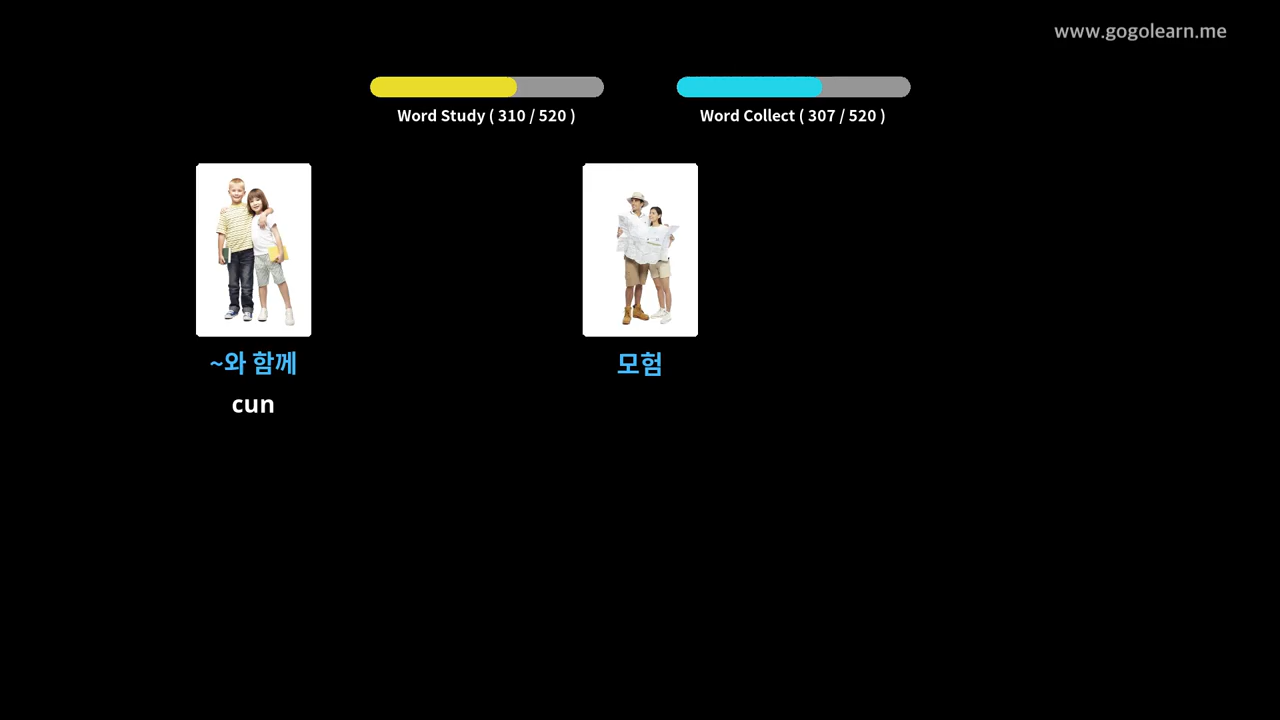 www.gogolearn.me
Word Study ( 310 / 520 )
Word Collect ( 307 / 520 )
~와 함께
cun
모험